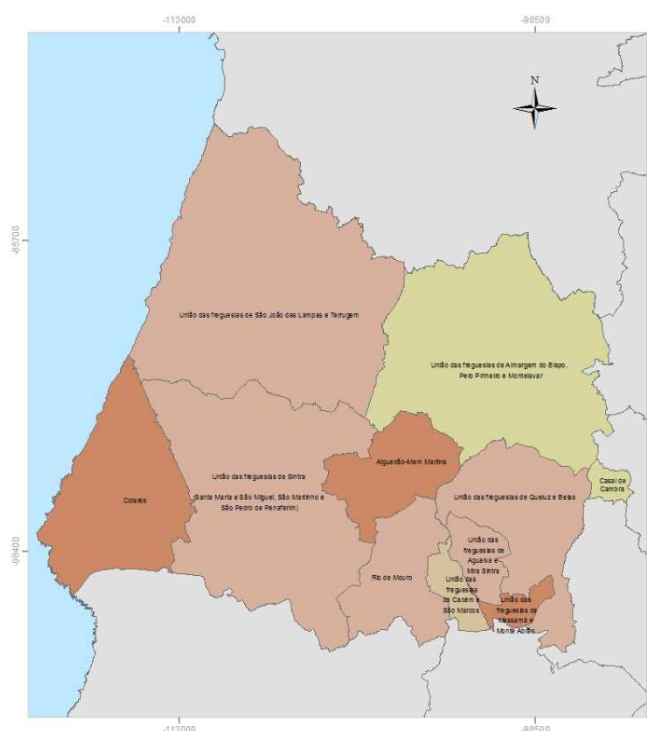 -113000
-98500
N
União das freguesias de São João das Lampas e Terrugem
União das freguesias de Almargem do Bispo,
Pero Pinheiro e Montelavar
Algueirão-Mem Martins
União das freguesias de Sintra
(Santa Maria e São Miguel, São Martinho e
São Pedro de Penaferrim)
Colares
Casal de
Cambra
União das freguesias de Queluz e Belas
União das
freguesias de
Agualva e
Mira Sintra
Rio de Mouro
União das
freguesias
do Cacém e
São Marcos
União das
freguesias de
Massamá e
Monte Abraão
-113000
-98500